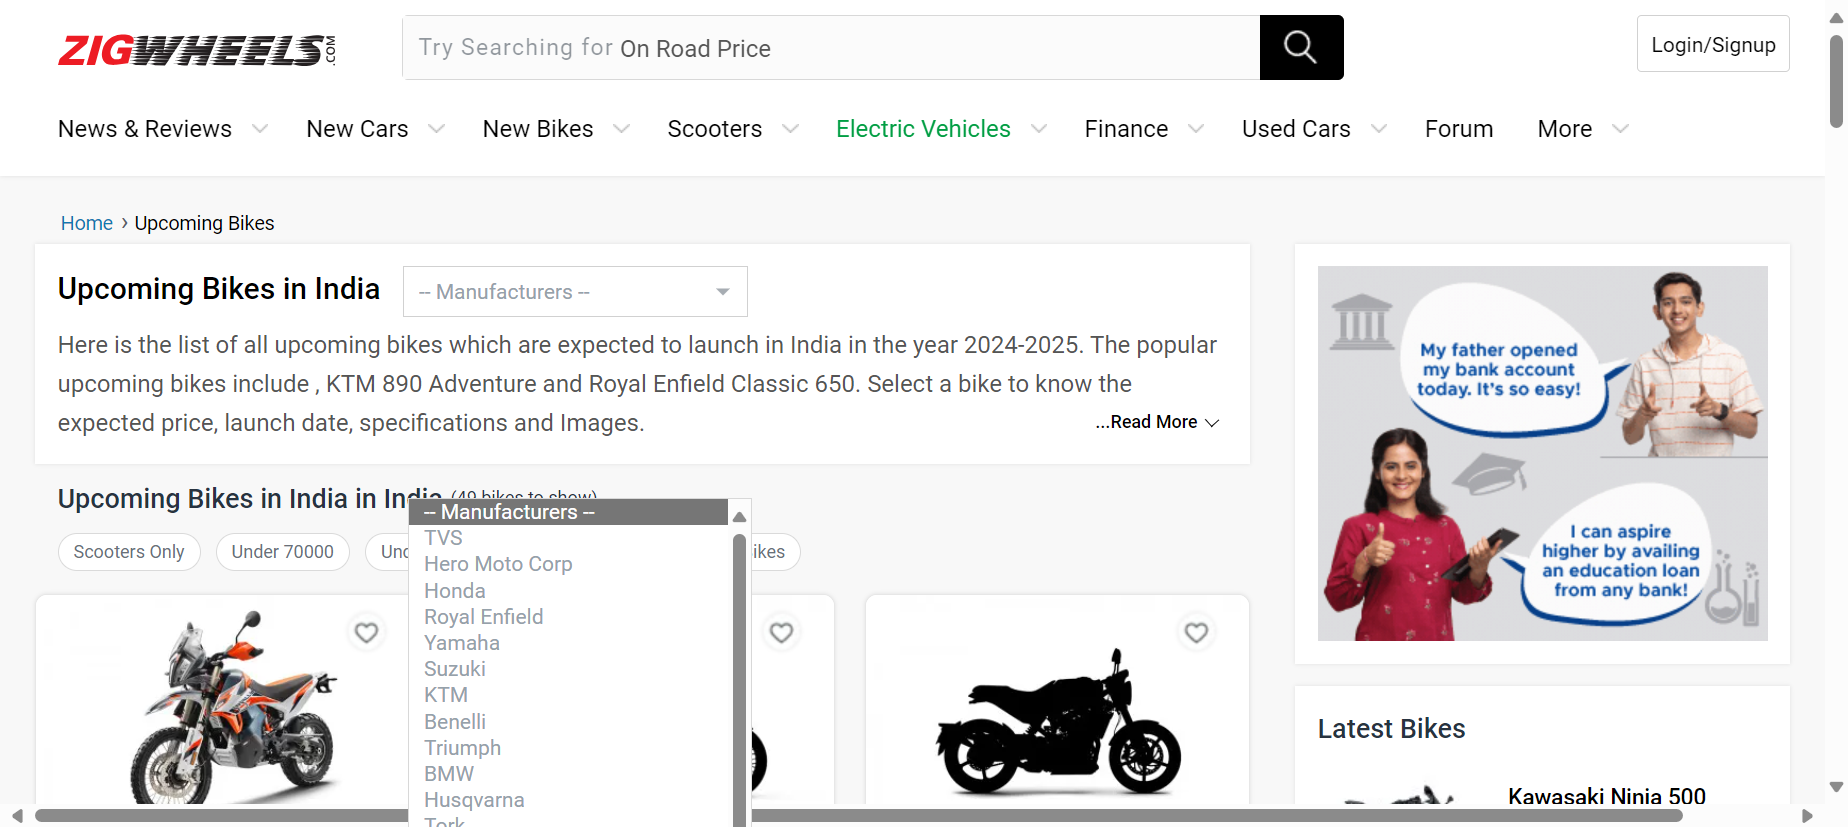 ZIGWHEELS.COM
Try Searching for On Road Price
Login/Signup
News & Reviews New Cars New Bikes Scooters Electric Vehicles Finance Used Cars Forum More
Home › Upcoming Bikes
Upcoming Bikes in India
-- Manufacturers --
Here is the list of all upcoming bikes which are expected to launch in India in the year 2024-2025. The popular
upcoming bikes include , KTM 890 Adventure and Royal Enfield Classic 650. Select a bike to know the
expected price, launch date, specifications and Images.
...Read More
Upcoming Bikes in India in India (49 bikes to show)
Scooters Only
Under 70000
-- Manufacturers --
TVS
Hero Moto Corp
Honda
Royal Enfield
Yamaha
Suzuki
KTM
Benelli
Triumph
BMW
Husqvarna
Tork
My father opened
my bank account
today. It's so easy!
I can aspire
higher by availing
an education loan
from any bank!
Latest Bikes
Kawasaki Ninja 500